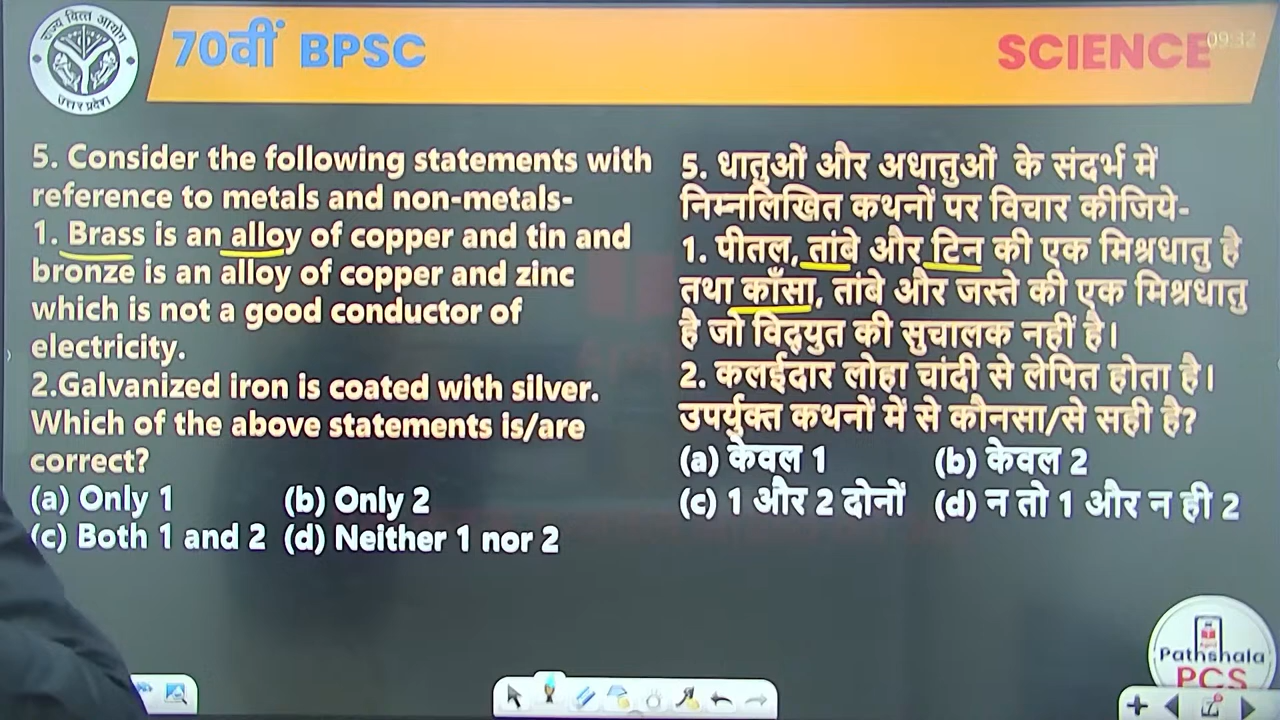 राज्य वित्त आयोग
उत्तर प्रदेश
70वीं BPSC
SCIENCE
09:32
5. Consider the following statements with
reference to metals and non-metals-
1. Brass is an alloy of copper and tin and
bronze is an alloy of copper and zinc
which is not a good conductor of
electricity.
2.Galvanized iron is coated with silver.
Which of the above statements is/are
correct?
(a) Only 1 (b) Only 2
(c) Both 1 and 2 (d) Neither 1 nor 2
5. धातुओं और अधातुओं के संदर्भ में
निम्नलिखित कथनों पर विचार कीजिये-
1. पीतल, तांबे और टिन की एक मिश्रधातु है
तथा काँसा, तांबे और जस्ते की एक मिश्रधातु
है जो विद्युत की सुचालक नहीं है।
2. कलईदार लोहा चांदी से लेपित होता है।
उपर्युक्त कथनों में से कौनसा/से सही है?
(a) केवल 1 (b) केवल 2
(c) 1 और 2 दोनों (d) न तो 1 और न ही 2
Pathshala
PCS